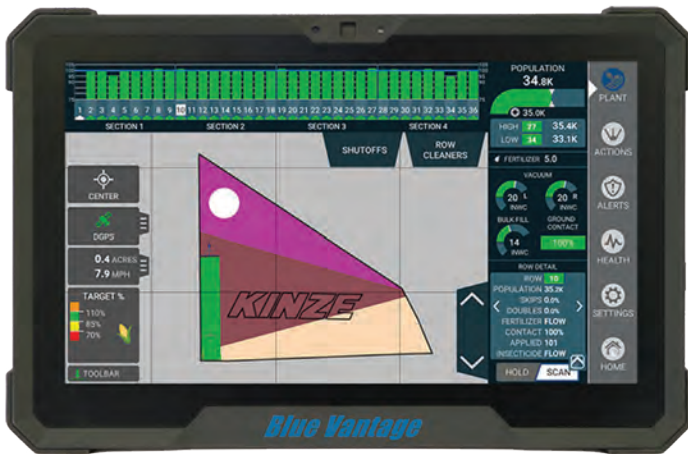 POPULATION
34.8K
35.0K
HIGH 27 35.4K
LOW 34 33.1K
1 2 3 4 5 6 7 8 9 10 11 12 13 14 15 16 17 18 19 20 21 22 23 24 25 26 27 28 29 30 31 32 33 34 35 36
SECTION 1 SECTION 2 SECTION 3 SECTION 4
SHUTOFFS
ROW
CLEANERS
CENTER
DGPS
0.4 ACRES
7.9 MPH
TARGET %
110%
85%
70%
TOOLBAR
KINZE
FERTILIZER 5.0
VACUUM
20 L
INWC
20 R
INWC
BULK FILL
14
INWC
GROUND
CONTACT
100%
ROW DETAIL
ROW 10
POPULATION 35.2K
SKIPS 0.0%
DOUBLES 0.0%
FERTILIZER FLOW
CONTACT 100%
APPLIED 101
INSECTICIDE FLOW
HOLD SCAN
PLANT
ACTIONS
ALERTS
HEALTH
SETTINGS
HOME
Blue Vantage